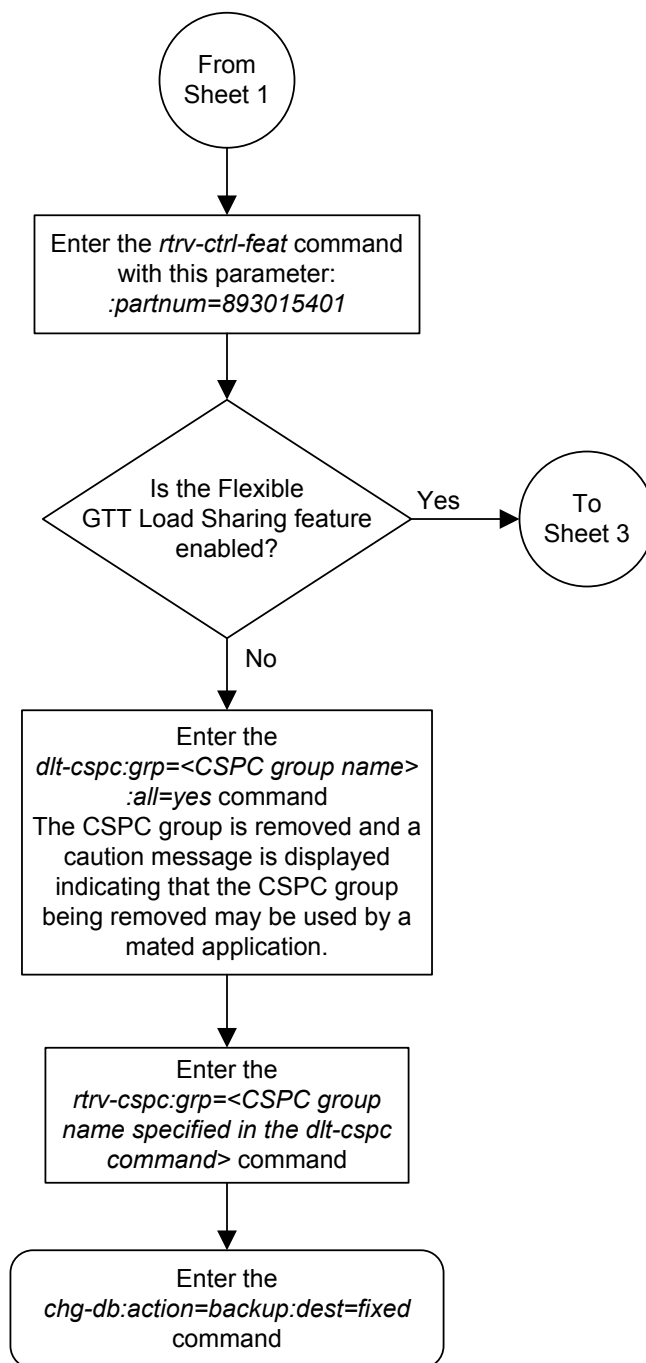 From
Sheet 1
Enter the rtrv-ctrl-feat command
with this parameter:
:partnum=893015401
Is the Flexible
GTT Load Sharing feature
enabled?
Yes
To
Sheet 3
No
Enter the
dlt-cspc:grp=<CSPC group name>
:all=yes command
The CSPC group is removed and a
caution message is displayed
indicating that the CSPC group
being removed may be used by a
mated application.
Enter the
rtrv-cspc:grp=<CSPC group
name specified in the dlt-cspc
command> command
Enter the
chg-db:action=backup:dest=fixed
command